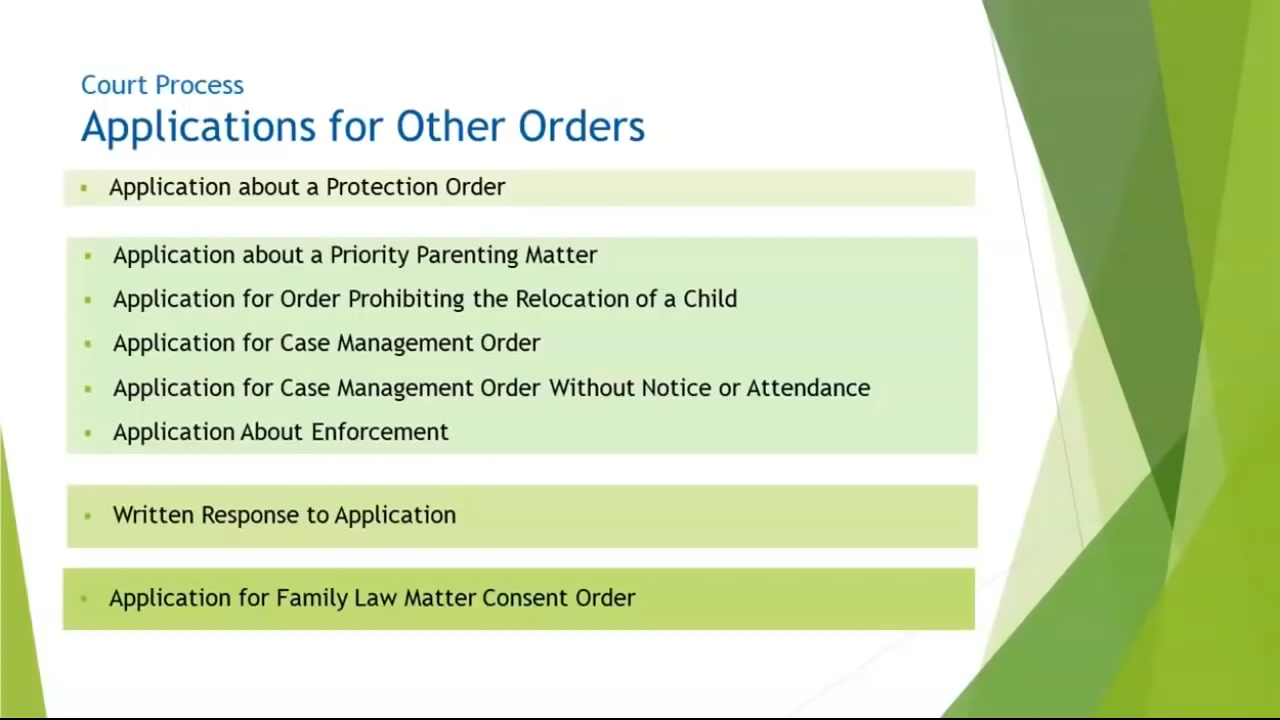 Court Process
Applications for Other Orders
Application about a Protection Order
Application about a Priority Parenting Matter
Application for Order Prohibiting the Relocation of a Child
Application for Case Management Order
Application for Case Management Order Without Notice or Attendance
Application About Enforcement
Written Response to Application
Application for Family Law Matter Consent Order